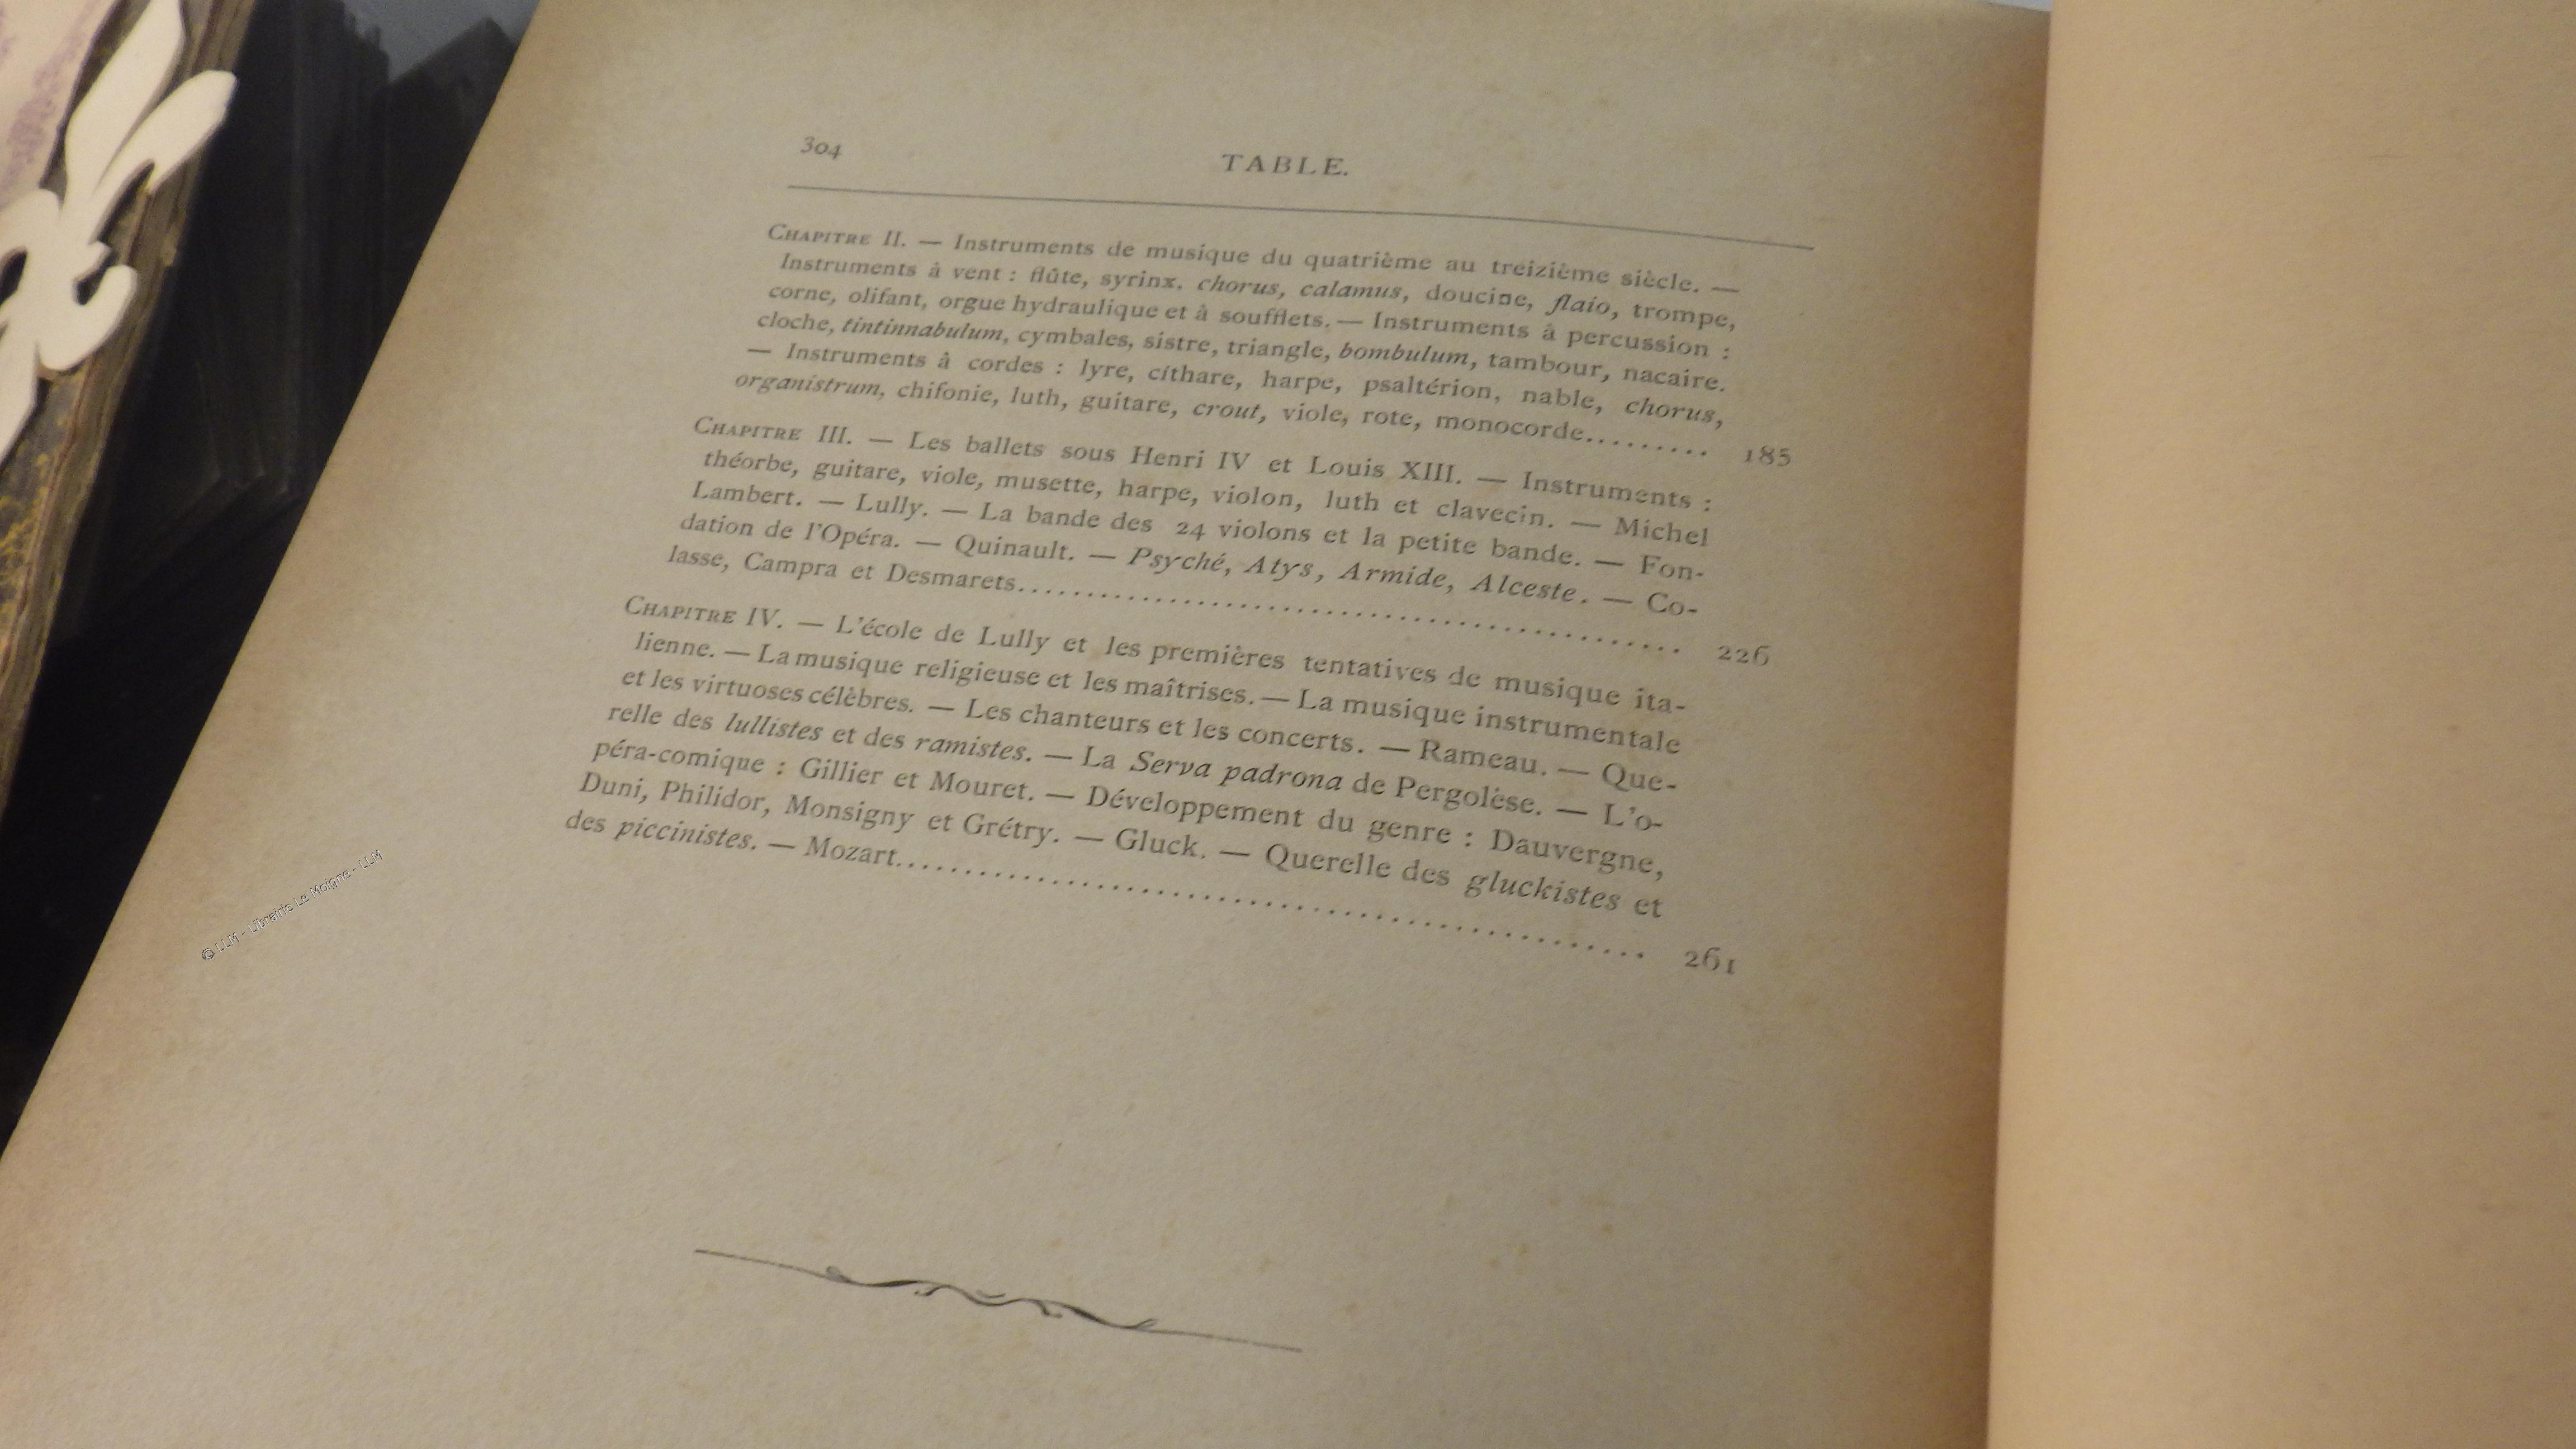 304
TABLE.
CHAPITRE II. — Instruments de musique du quatrième au treizième siècle. —
Instruments à vent : flûte, syrinx. chorus, calamus, doucine, flaio, trompe,
corne, olifant, orgue hydraulique et à soufflets. — Instruments à percussion :
cloche, tintinnabulum, cymbales, sistre, triangle, bombulum, tambour, nacaire.
— Instruments à cordes : lyre, cithare, harpe, psaltérion, nable, chorus,
organistrum, chifonie, luth, guitare, crout, viole, rote, monocorde......... 185
CHAPITRE III. — Les ballets sous Henri IV et Louis XIII. — Instruments :
théorbe, guitare, viole, musette, harpe, violon, luth et clavecin. — Michel
Lambert. — Lully. — La bande des 24 violons et la petite bande. — Fon-
dation de l'Opéra. — Quinault. — Psyché, Atys, Armide, Alceste. — Co-
lasse, Campra et Desmarets.................................................. 226
CHAPITRE IV. — L'école de Lully et les premières tentatives de musique ita-
lienne. — La musique religieuse et les maîtrises. — La musique instrumentale
et les virtuoses célèbres. — Les chanteurs et les concerts. — Rameau. — Que-
relle des lullistes et des ramistes. — La Serva padrona de Pergolèse. — L'o-
péra-comique : Gillier et Mouret. — Développement du genre : Dauvergne,
Duni, Philidor, Monsigny et Grétry. — Gluck. — Querelle des gluckistes et
des piccinistes. — Mozart.................................................. 261
© LLM - Librairie Le Moigne - LLM